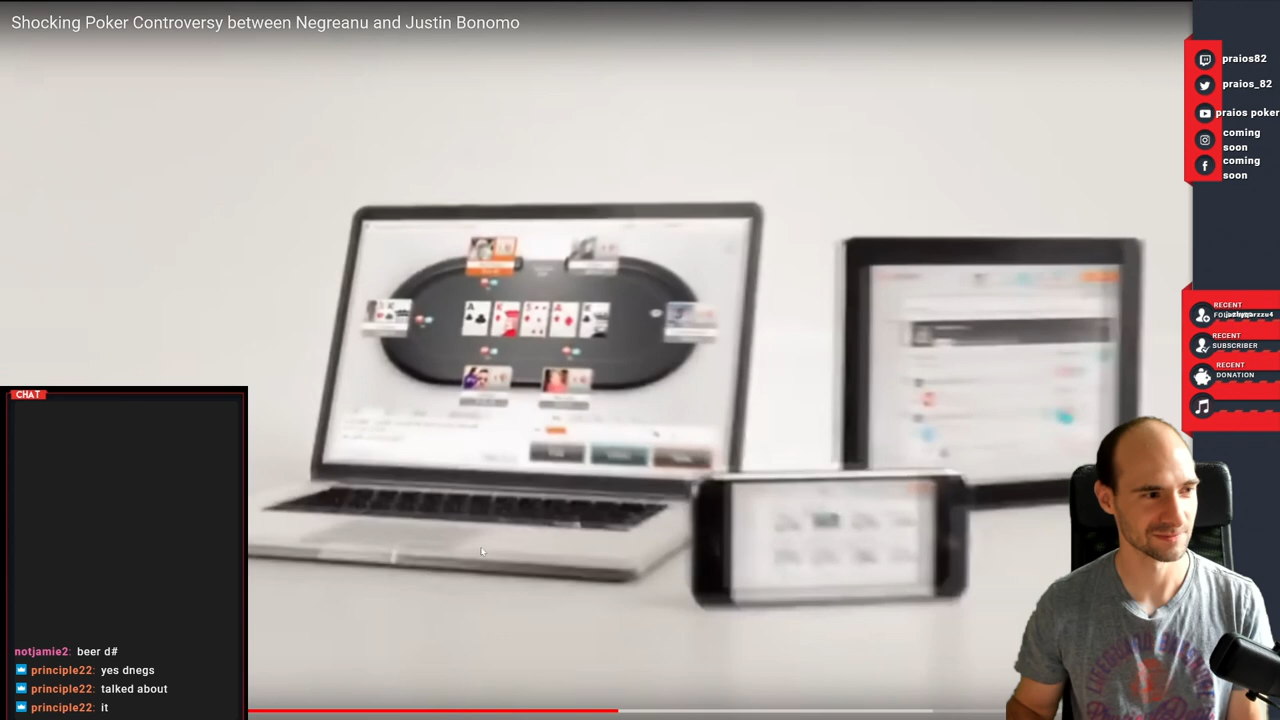 Shocking Poker Controversy between Negreanu and Justin Bonomo
praios82
praios_82
praios poker
coming
soon
coming
soon
RECENT
RECENT
SUBSCRIBER
RECENT
DONATION
CHAT
notjamie2: beer d#
principle22: yes dnegs
principle22: talked about
principle22: it